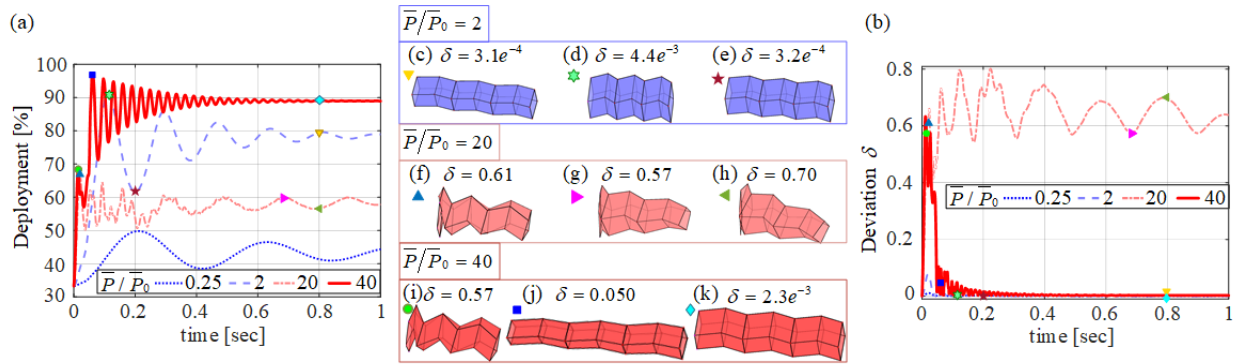 (a)
Deployment [%]
100
90
80
70
60
50
40
30
P̅ / P̅₀ 0.25 2 20 40
0 0.2 0.4 0.6 0.8 1
time [sec]
P̅/P̅₀ = 2
(c) δ = 3.1e⁻⁴ (d) δ = 4.4e⁻³ (e) δ = 3.2e⁻⁴
P̅/P̅₀ = 20
(f) δ = 0.61 (g) δ = 0.57 (h) δ = 0.70
P̅/P̅₀ = 40
(i) δ = 0.57 (j) δ = 0.050 (k) δ = 2.3e⁻³
(b)
Deviation δ
0.8
0.6
0.4
0.2
0
P̅ / P̅₀ 0.25 2 20 40
0 0.2 0.4 0.6 0.8 1
time [sec]